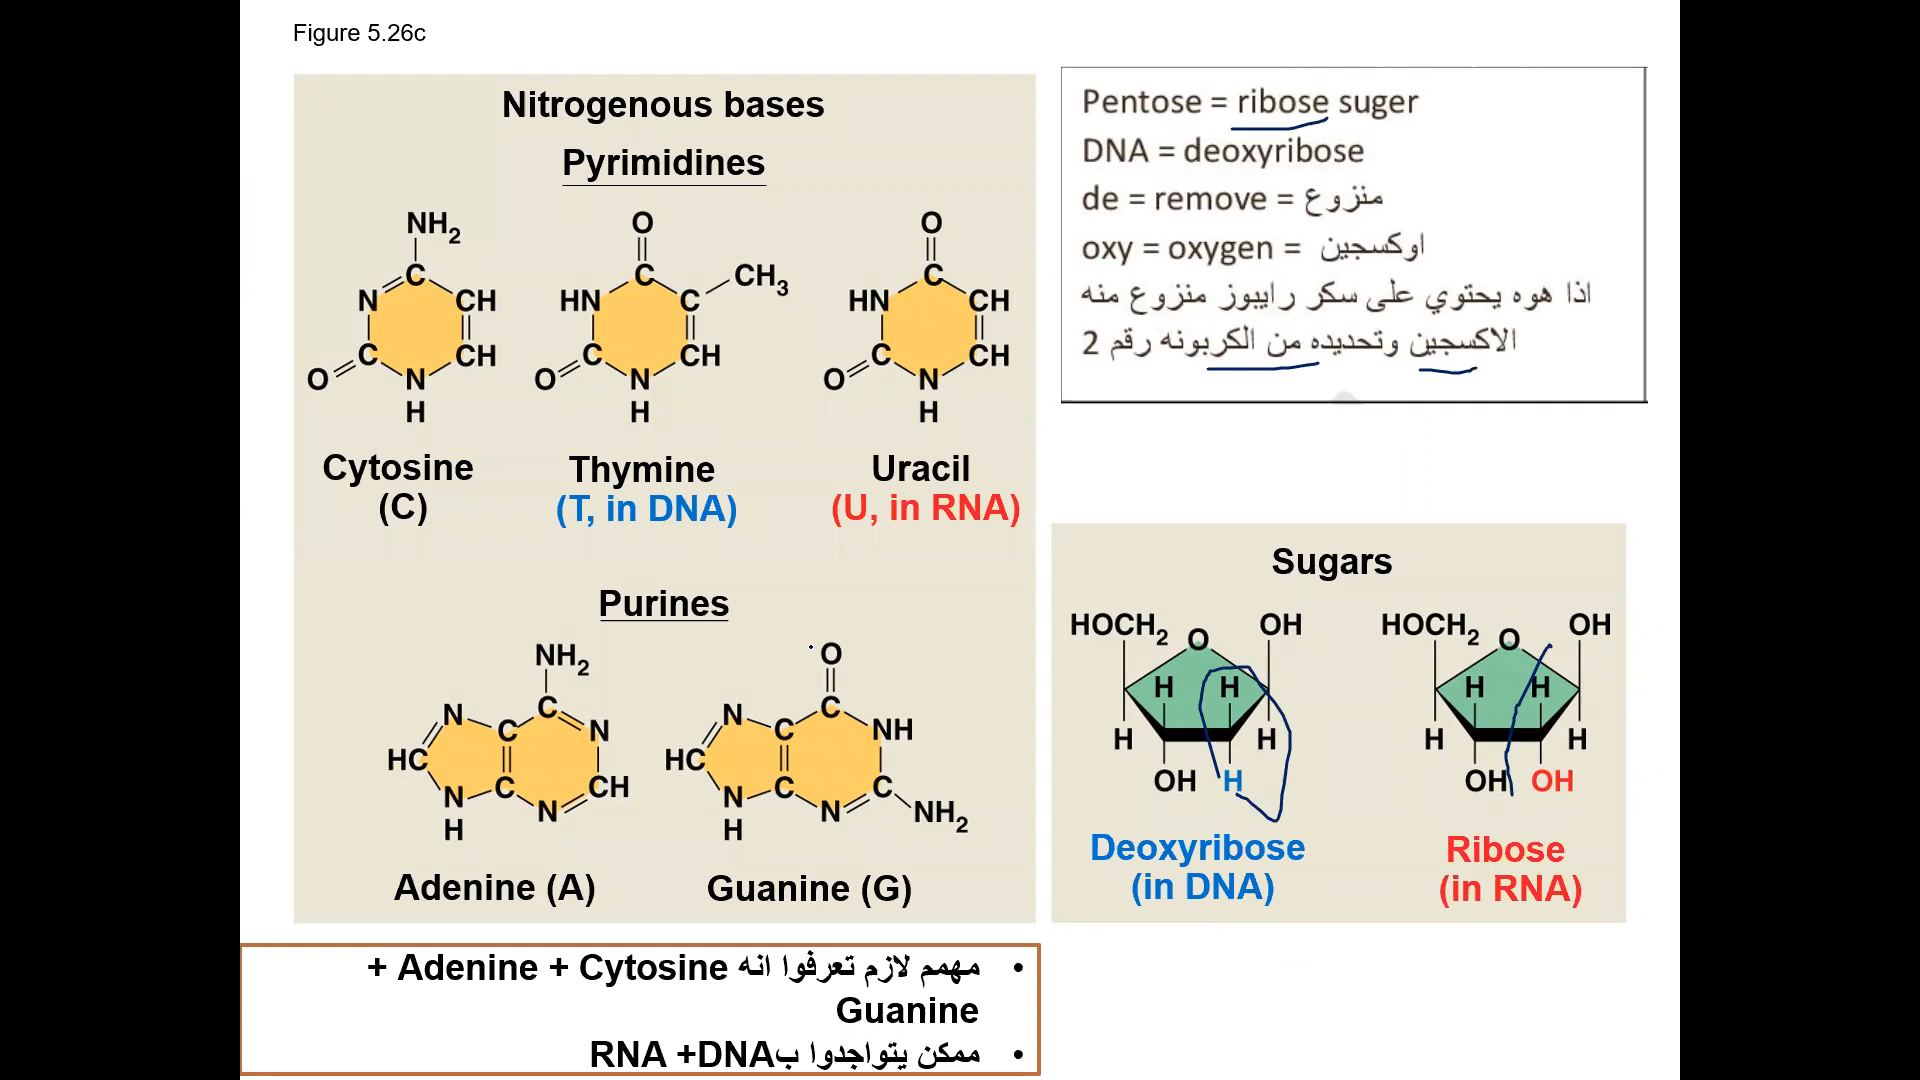 Figure 5.26c
Nitrogenous bases
Pyrimidines
NH2
C
N
CH
CH
C
O
N
H
Cytosine
(C)
O
C
CH3
HN
C
C
CH
O
N
H
Thymine
(T, in DNA)
O
C
HN
CH
C
CH
O
N
H
Uracil
(U, in RNA)
Purines
NH2
N
C
C
N
HC
N
H
C
N
CH
Adenine (A)
O
N
C
C
NH
HC
N
H
C
N
C
NH2
Guanine (G)
Pentose = ribose suger
DNA = deoxyribose
de = remove = منزوع
oxy = oxygen = اوكسجين
اذا هوه يحتوي على سكر رايبوز منزوع منه
الاكسجين وتحديده من الكربونه رقم 2
Sugars
HOCH2 O OH
H H
H H
OH H
Deoxyribose
(in DNA)
HOCH2 O OH
H H
H H
OH OH
Ribose
(in RNA)
• مهمم لازم تعرفوا انه Adenine + Cytosine +
Guanine
• ممكن يتواجدوا بRNA +DNA